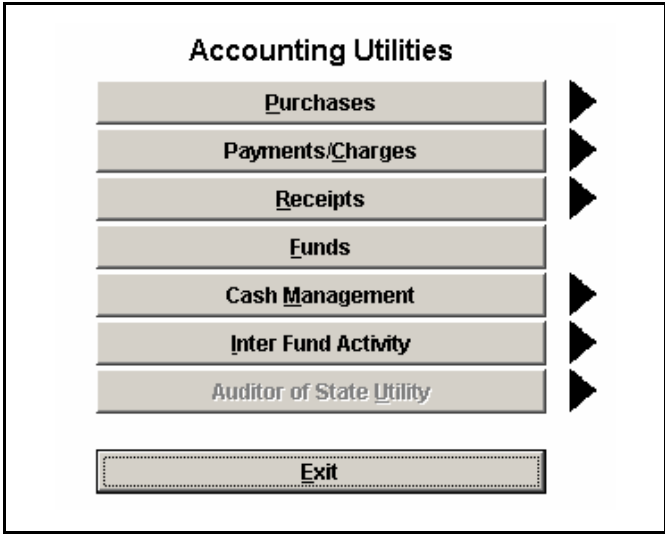 Accounting Utilities
Purchases
Payments/Charges
Receipts
Funds
Cash Management
Inter Fund Activity
Auditor of State Utility
Exit